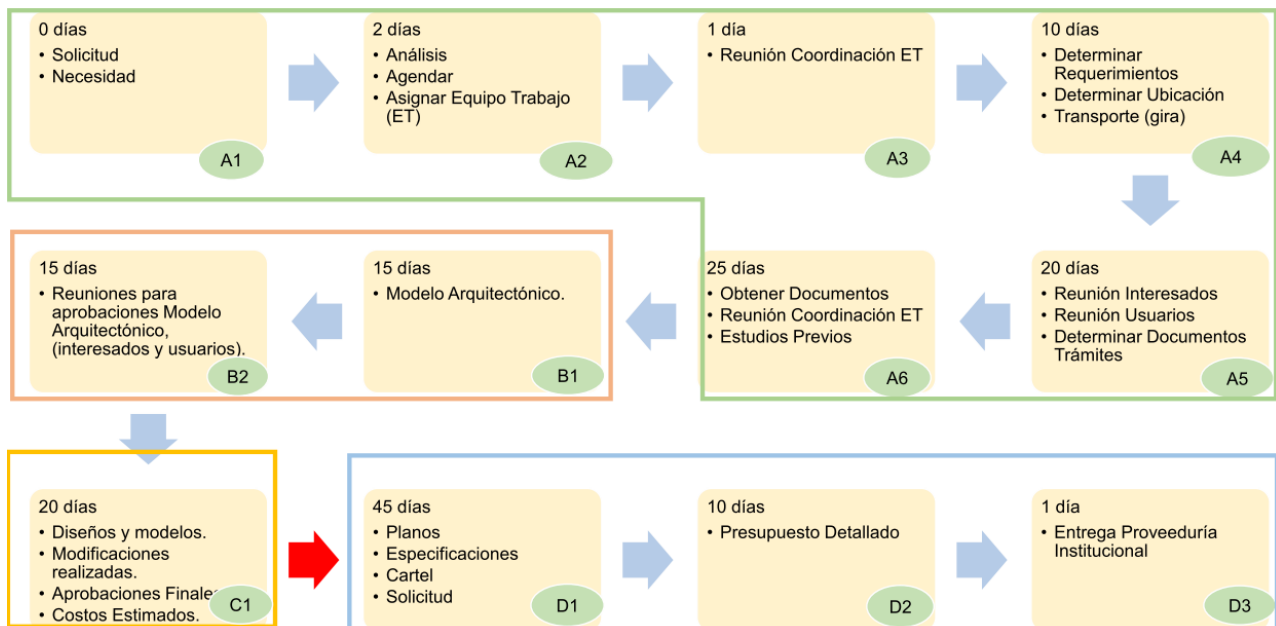 0 días
• Solicitud
• Necesidad
A1
2 días
• Análisis
• Agendar
• Asignar Equipo Trabajo
(ET)
A2
1 día
• Reunión Coordinación ET
A3
10 días
• Determinar
Requerimientos
• Determinar Ubicación
• Transporte (gira)
A4
20 días
• Reunión Interesados
• Reunión Usuarios
• Determinar Documentos
Trámites
A5
25 días
• Obtener Documentos
• Reunión Coordinación ET
• Estudios Previos
A6
15 días
• Modelo Arquitectónico.
B1
15 días
• Reuniones para
aprobaciones Modelo
Arquitectónico,
(interesados y usuarios).
B2
20 días
• Diseños y modelos.
• Modificaciones
realizadas.
• Aprobaciones Finale
• Costos Estimados.
C1
45 días
• Planos
• Especificaciones
• Cartel
• Solicitud
D1
10 días
• Presupuesto Detallado
D2
1 día
• Entrega Proveeduría
Institucional
D3